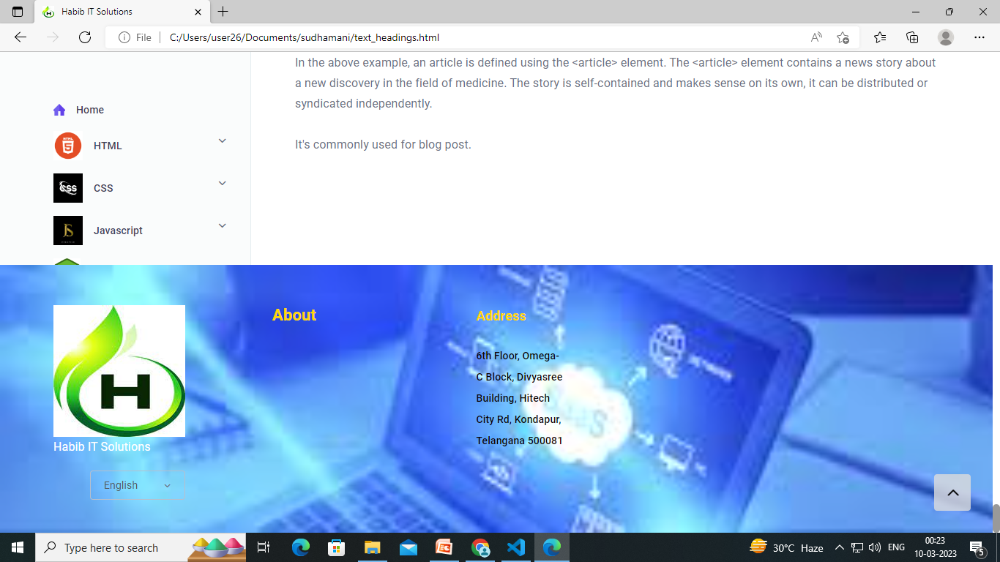 Habib IT Solutions
File
C:/Users/user26/Documents/sudhamani/text_headings.html
In the above example, an article is defined using the <article> element. The <article> element contains a news story about
a new discovery in the field of medicine. The story is self-contained and makes sense on its own, it can be distributed or
syndicated independently.
It's commonly used for blog post.
Home
HTML
CSS
Javascript
H
Habib IT Solutions
English
About
Address
6th Floor, Omega-
C Block, Divyasree
Building, Hitech
City Rd, Kondapur,
Telangana 500081
Type here to search
30°C Haze
ENG
00:23
10-03-2023
5